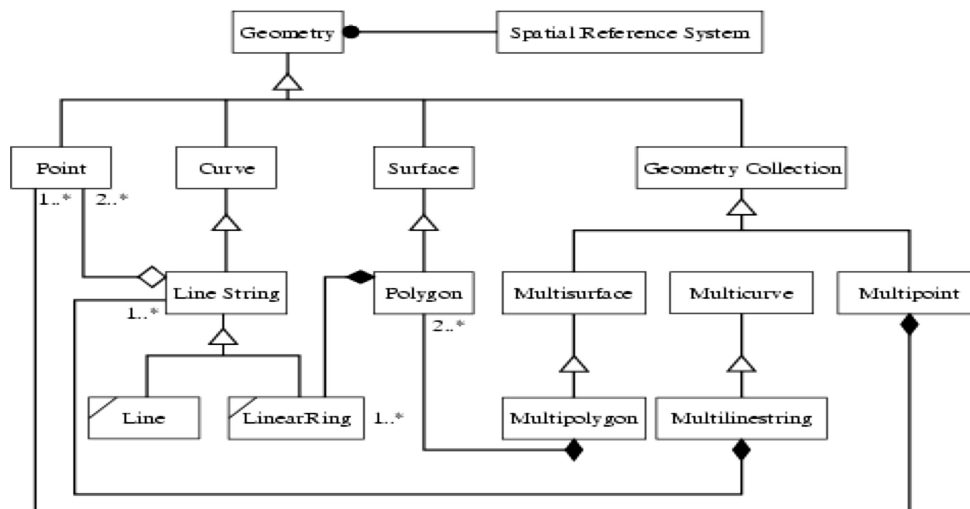 Geometry
Spatial Reference System
Point
Curve
Surface
Geometry Collection
1..*
2..*
Line String
Polygon
Multisurface
Multicurve
Multipoint
1..*
2..*
Line
LinearRing
1..*
Multipolygon
Multilinestring